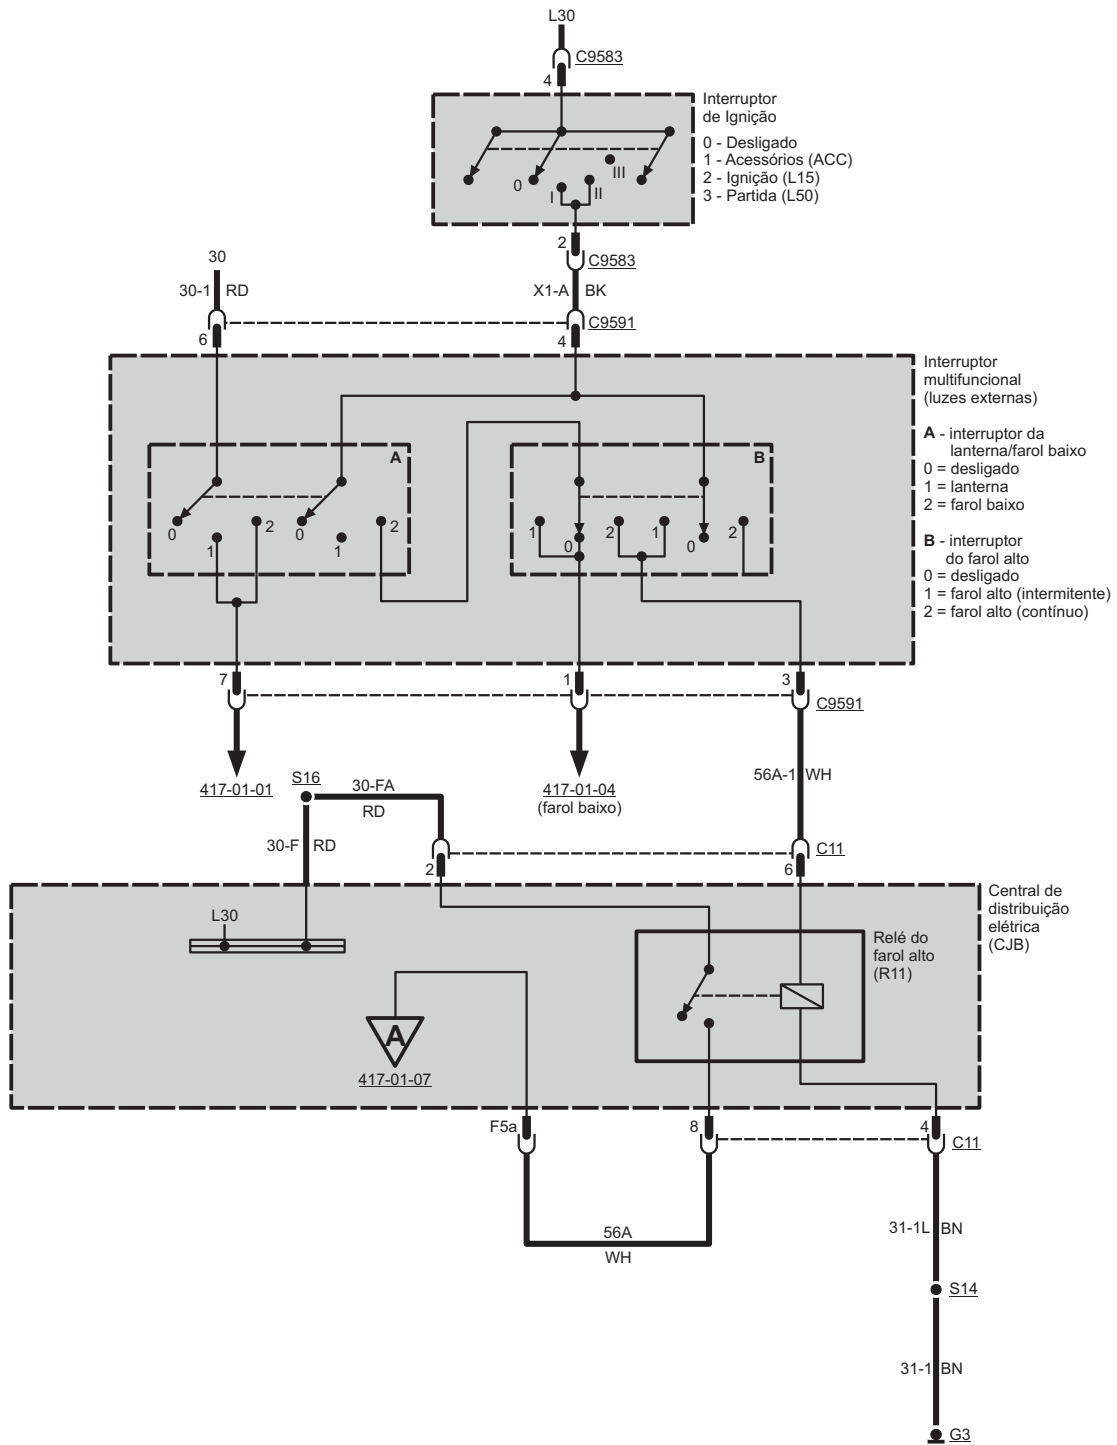 L30
C9583
4
Interruptor
de Ignição
0 - Desligado
1 - Acessórios (ACC)
2 - Ignição (L15)
3 - Partida (L50)
0
I
II
III
2
C9583
30
30-1 RD
X1-A BK
C9591
6
4
Interruptor
multifuncional
(luzes externas)
A - interruptor da
lanterna/farol baixo
0 = desligado
1 = lanterna
2 = farol baixo
B - interruptor
do farol alto
0 = desligado
1 = farol alto (intermitente)
2 = farol alto (contínuo)
A
0
1
2
0
1
2
B
1
0
2
1
0
2
7
1
3
C9591
417-01-01
417-01-04
(farol baixo)
56A-1 WH
S16
30-FA
RD
30-F RD
2
C11
6
Central de
distribuição
elétrica
(CJB)
L30
Relé do
farol alto
(R11)
A
417-01-07
F5a
8
4
C11
56A
WH
31-1L BN
S14
31-1 BN
G3